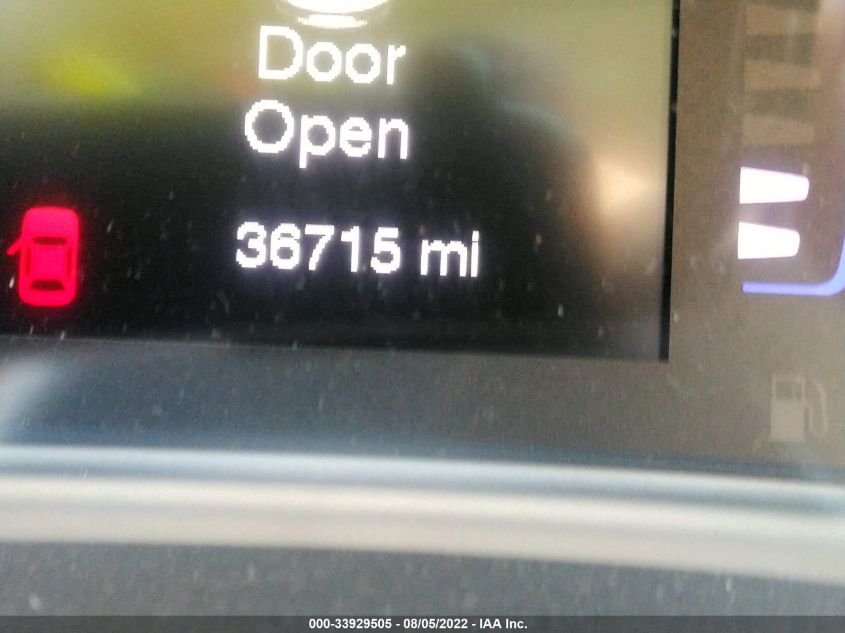 Door
Open
36715 mi
000-33929505 - 08/05/2022 - IAA Inc.